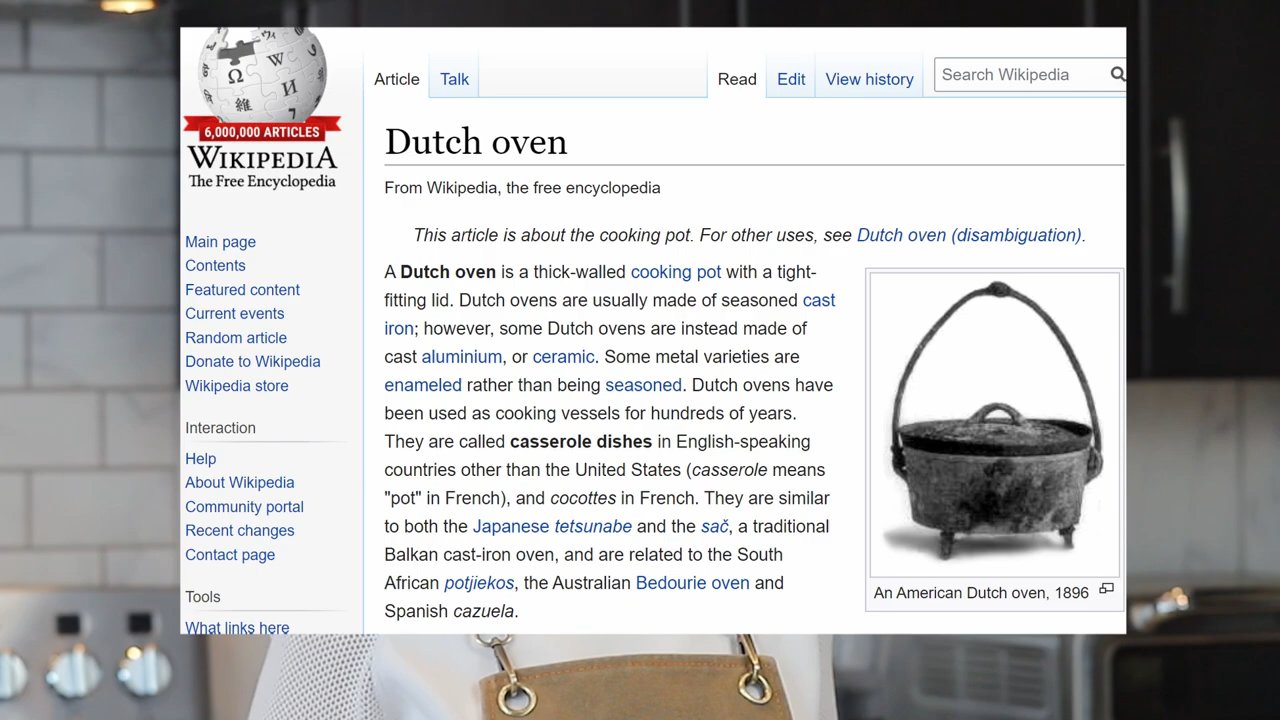 Ω
W
И
維
6,000,000 ARTICLES
WIKIPEDIA
The Free Encyclopedia
Main page
Contents
Featured content
Current events
Random article
Donate to Wikipedia
Wikipedia store
Interaction
Help
About Wikipedia
Community portal
Recent changes
Contact page
Tools
What links here
Article
Talk
Read
Edit
View history
Search Wikipedia
Dutch oven
From Wikipedia, the free encyclopedia
This article is about the cooking pot. For other uses, see Dutch oven (disambiguation).
A Dutch oven is a thick-walled cooking pot with a tight-
fitting lid. Dutch ovens are usually made of seasoned cast
iron; however, some Dutch ovens are instead made of
cast aluminium, or ceramic. Some metal varieties are
enameled rather than being seasoned. Dutch ovens have
been used as cooking vessels for hundreds of years.
They are called casserole dishes in English-speaking
countries other than the United States (casserole means
"pot" in French), and cocottes in French. They are similar
to both the Japanese tetsunabe and the sač, a traditional
Balkan cast-iron oven, and are related to the South
African potjiekos, the Australian Bedourie oven and
Spanish cazuela.
An American Dutch oven, 1896